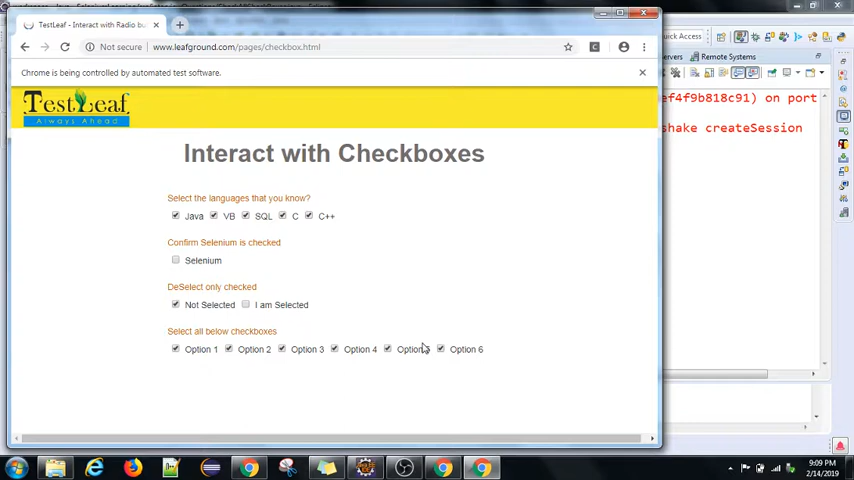 TestLeaf - Interact with Radio bu
Not secure | www.leafground.com/pages/checkbox.html
Quick Access
Chrome is being controlled by automated test software.
Remote Systems
TestLeaf
Always Ahead
ef4f9b818c91) on port
shake createSession
Interact with Checkboxes
Select the languages that you know?
Java VB SQL C C++
Confirm Selenium is checked
Selenium
DeSelect only checked
Not Selected I am Selected
Select all below checkboxes
Option 1 Option 2 Option 3 Option 4 Option Option 6
9:09 PM
2/14/2019